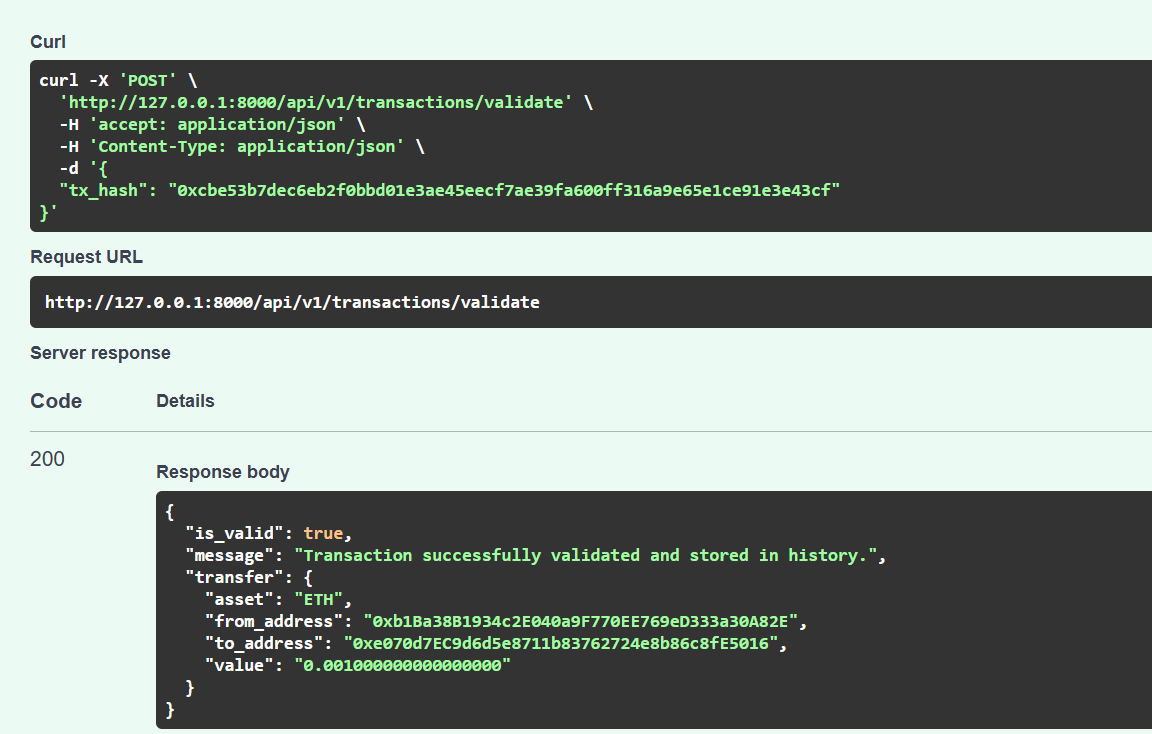 Curl
curl -X 'POST' \
  'http://127.0.0.1:8000/api/v1/transactions/validate' \
  -H 'accept: application/json' \
  -H 'Content-Type: application/json' \
  -d '{
  "tx_hash": "0xcbe53b7dec6eb2f0bbd01e3ae45eecf7ae39fa600ff316a9e65e1ce91e3e43cf"
}'
Request URL
http://127.0.0.1:8000/api/v1/transactions/validate
Server response
Code Details
200
Response body
{
  "is_valid": true,
  "message": "Transaction successfully validated and stored in history.",
  "transfer": {
    "asset": "ETH",
    "from_address": "0xb1Ba38B1934c2E040a9F770EE769eD333a30A82E",
    "to_address": "0xe070d7EC9d6d5e8711b83762724e8b86c8fE5016",
    "value": "0.001000000000000000"
  }
}